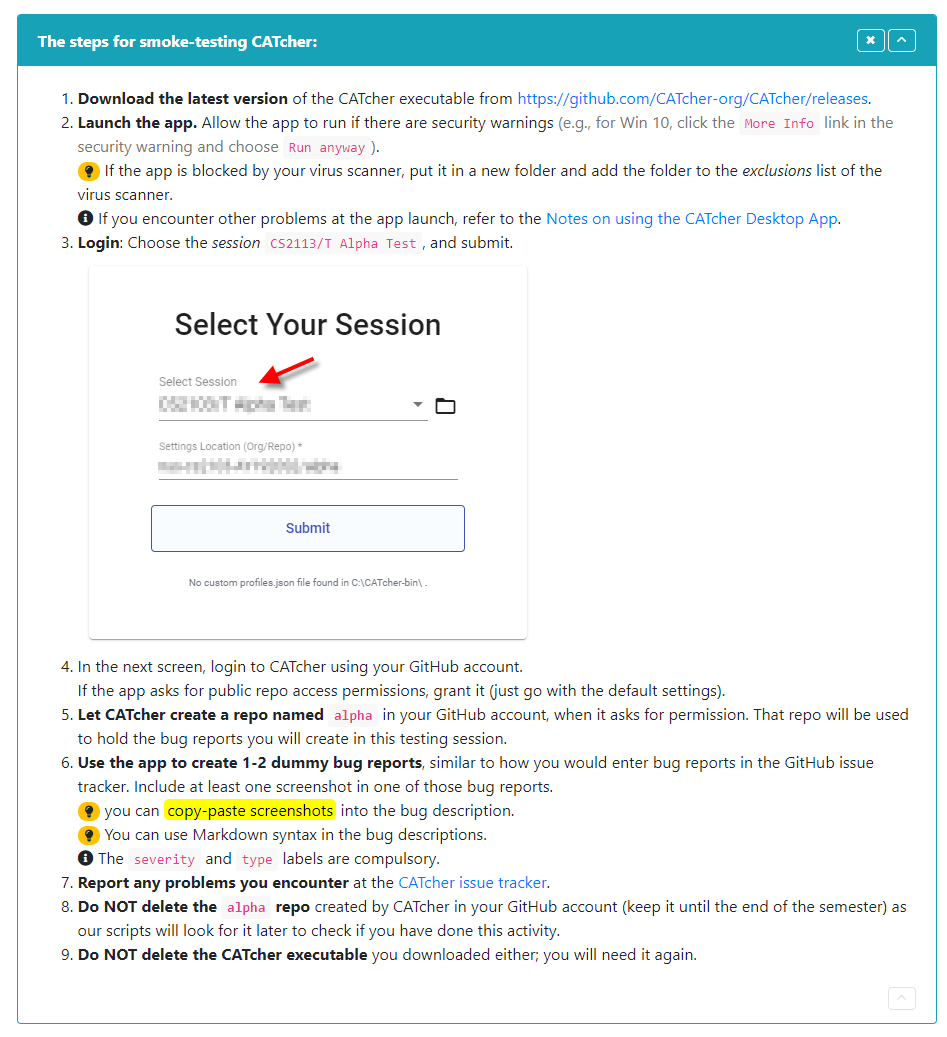 The steps for smoke-testing CATcher:
1. Download the latest version of the CATcher executable from https://github.com/CATcher-org/CATcher/releases.
2. Launch the app. Allow the app to run if there are security warnings (e.g., for Win 10, click the More Info link in the
security warning and choose Run anyway ).
If the app is blocked by your virus scanner, put it in a new folder and add the folder to the exclusions list of the
virus scanner.
If you encounter other problems at the app launch, refer to the Notes on using the CATcher Desktop App.
3. Login: Choose the session CS2113/T Alpha Test , and submit.
Select Your Session
Select Session
Settings Location (Org/Repo) *
Submit
No custom profiles.json file found in C:\CATcher-bin\ .
4. In the next screen, login to CATcher using your GitHub account.
If the app asks for public repo access permissions, grant it (just go with the default settings).
5. Let CATcher create a repo named alpha in your GitHub account, when it asks for permission. That repo will be used
to hold the bug reports you will create in this testing session.
6. Use the app to create 1-2 dummy bug reports, similar to how you would enter bug reports in the GitHub issue
tracker. Include at least one screenshot in one of those bug reports.
you can copy-paste screenshots into the bug description.
You can use Markdown syntax in the bug descriptions.
The severity and type labels are compulsory.
7. Report any problems you encounter at the CATcher issue tracker.
8. Do NOT delete the alpha repo created by CATcher in your GitHub account (keep it until the end of the semester) as
our scripts will look for it later to check if you have done this activity.
9. Do NOT delete the CATcher executable you downloaded either; you will need it again.